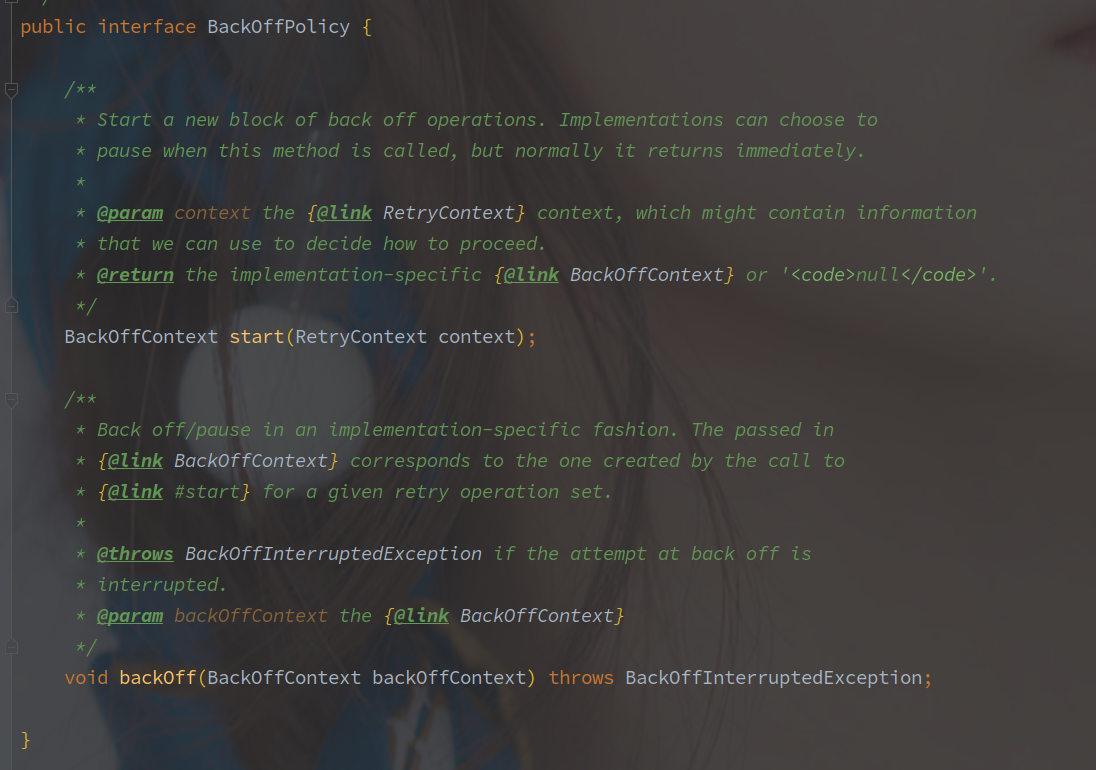 */
public interface BackOffPolicy {
/**
* Start a new block of back off operations. Implementations can choose to
* pause when this method is called, but normally it returns immediately.
*
* @param context the {@link RetryContext} context, which might contain information
* that we can use to decide how to proceed.
* @return the implementation-specific {@link BackOffContext} or '<code>null</code>'.
*/
BackOffContext start(RetryContext context);
/**
* Back off/pause in an implementation-specific fashion. The passed in
* {@link BackOffContext} corresponds to the one created by the call to
* {@link #start} for a given retry operation set.
*
* @throws BackOffInterruptedException if the attempt at back off is
* interrupted.
* @param backOffContext the {@link BackOffContext}
*/
void backOff(BackOffContext backOffContext) throws BackOffInterruptedException;
}